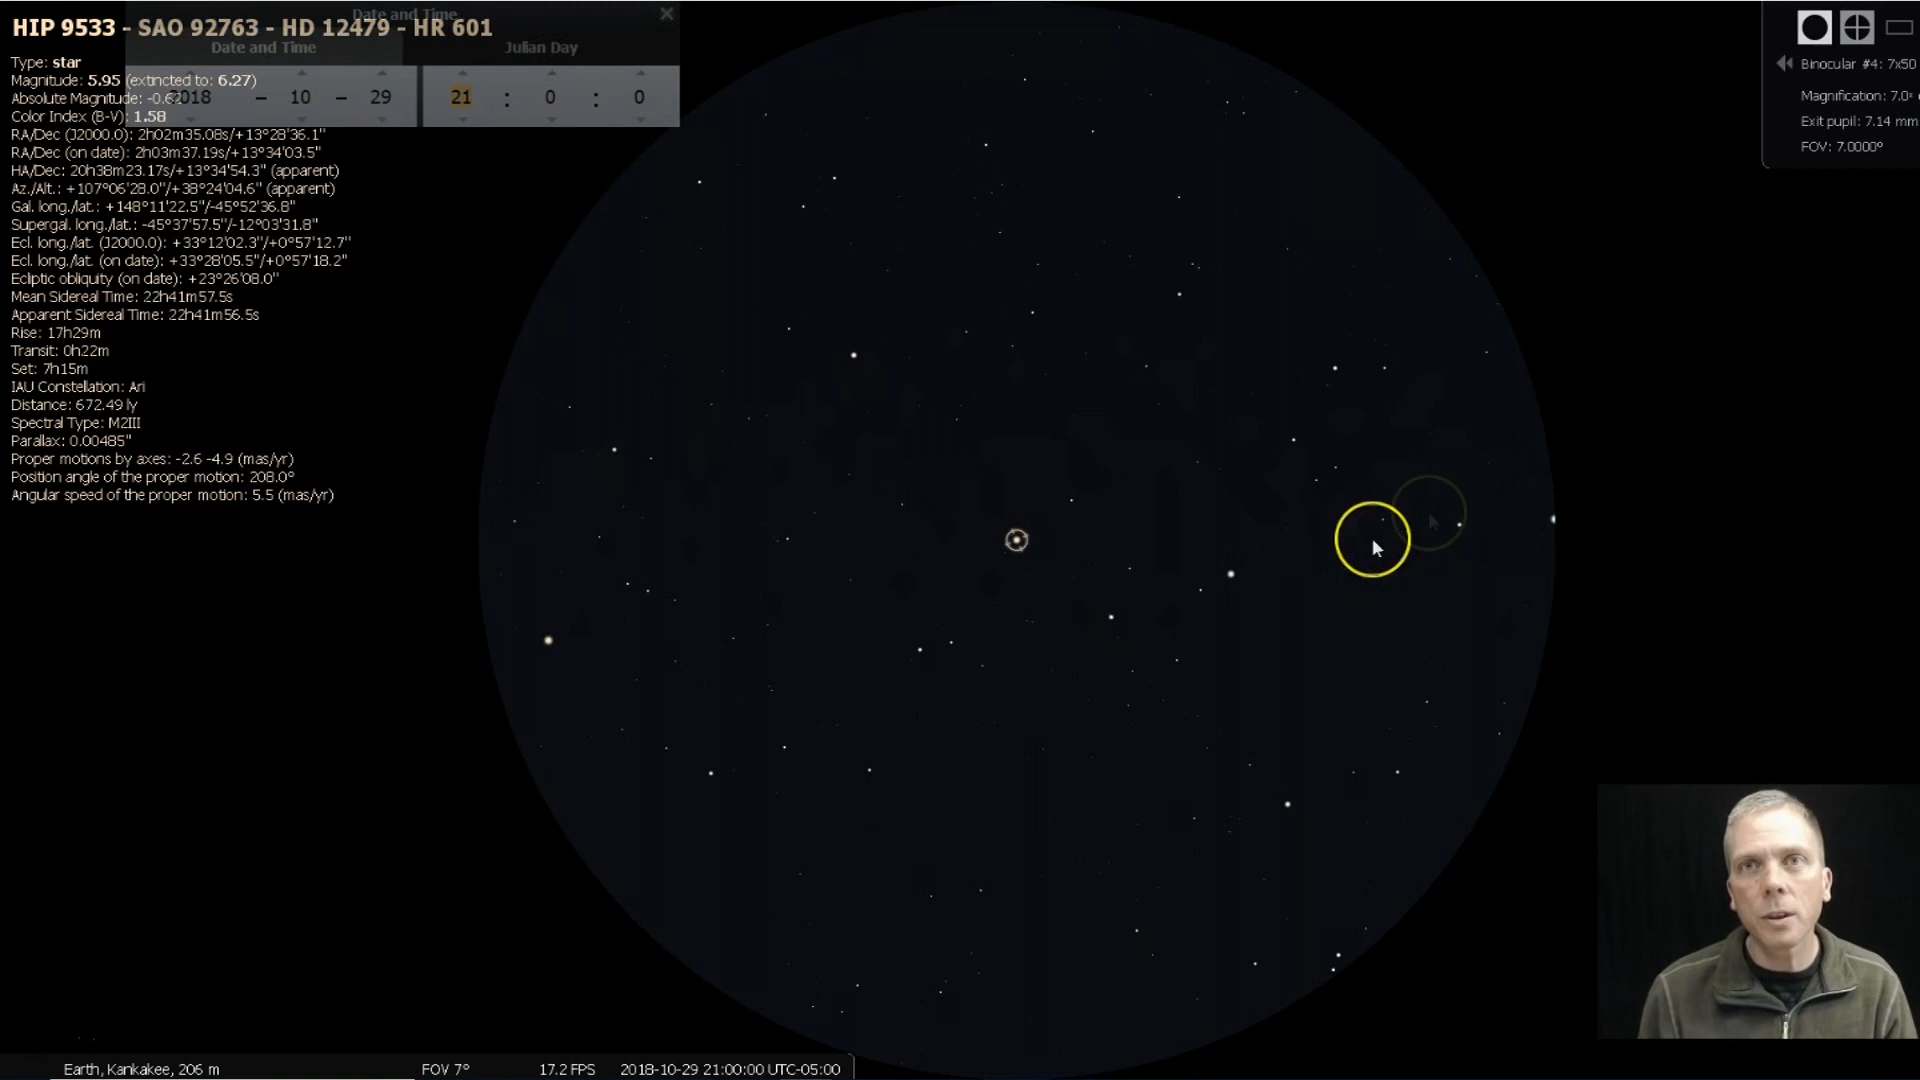 Date and Time
HIP 9533 - SAO 92763 - HD 12479 - HR 601
Date and Time
Julian Day
Type: star
Magnitude: 5.95 (extincted to: 6.27)
Absolute Magnitude: -0.62
2018 - 10 - 29 21 : 0 : 0
Color Index (B-V): 1.58
RA/Dec (J2000.0): 2h02m35.08s/+13°28'36.1"
RA/Dec (on date): 2h03m37.19s/+13°34'03.5"
HA/Dec: 20h38m23.17s/+13°34'54.3" (apparent)
Az./Alt.: +107°06'28.0"/+38°24'04.6" (apparent)
Gal. long./lat.: +148°11'22.5"/-45°52'36.8"
Supergal. long./lat.: -45°37'57.5"/-12°03'31.8"
Ecl. long./lat. (J2000.0): +33°12'02.3"/+0°57'12.7"
Ecl. long./lat. (on date): +33°28'05.5"/+0°57'18.2"
Ecliptic obliquity (on date): +23°26'08.0"
Mean Sidereal Time: 22h41m57.5s
Apparent Sidereal Time: 22h41m56.5s
Rise: 17h29m
Transit: 0h22m
Set: 7h15m
IAU Constellation: Ari
Distance: 672.49 ly
Spectral Type: M2III
Parallax: 0.00485"
Proper motions by axes: -2.6 -4.9 (mas/yr)
Position angle of the proper motion: 208.0°
Angular speed of the proper motion: 5.5 (mas/yr)
Binocular #4: 7x50
Magnification: 7.0x
Exit pupil: 7.14 mm
FOV: 7.0000°
Earth, Kankakee, 206 m
FOV 7°
17.2 FPS
2018-10-29 21:00:00 UTC-05:00